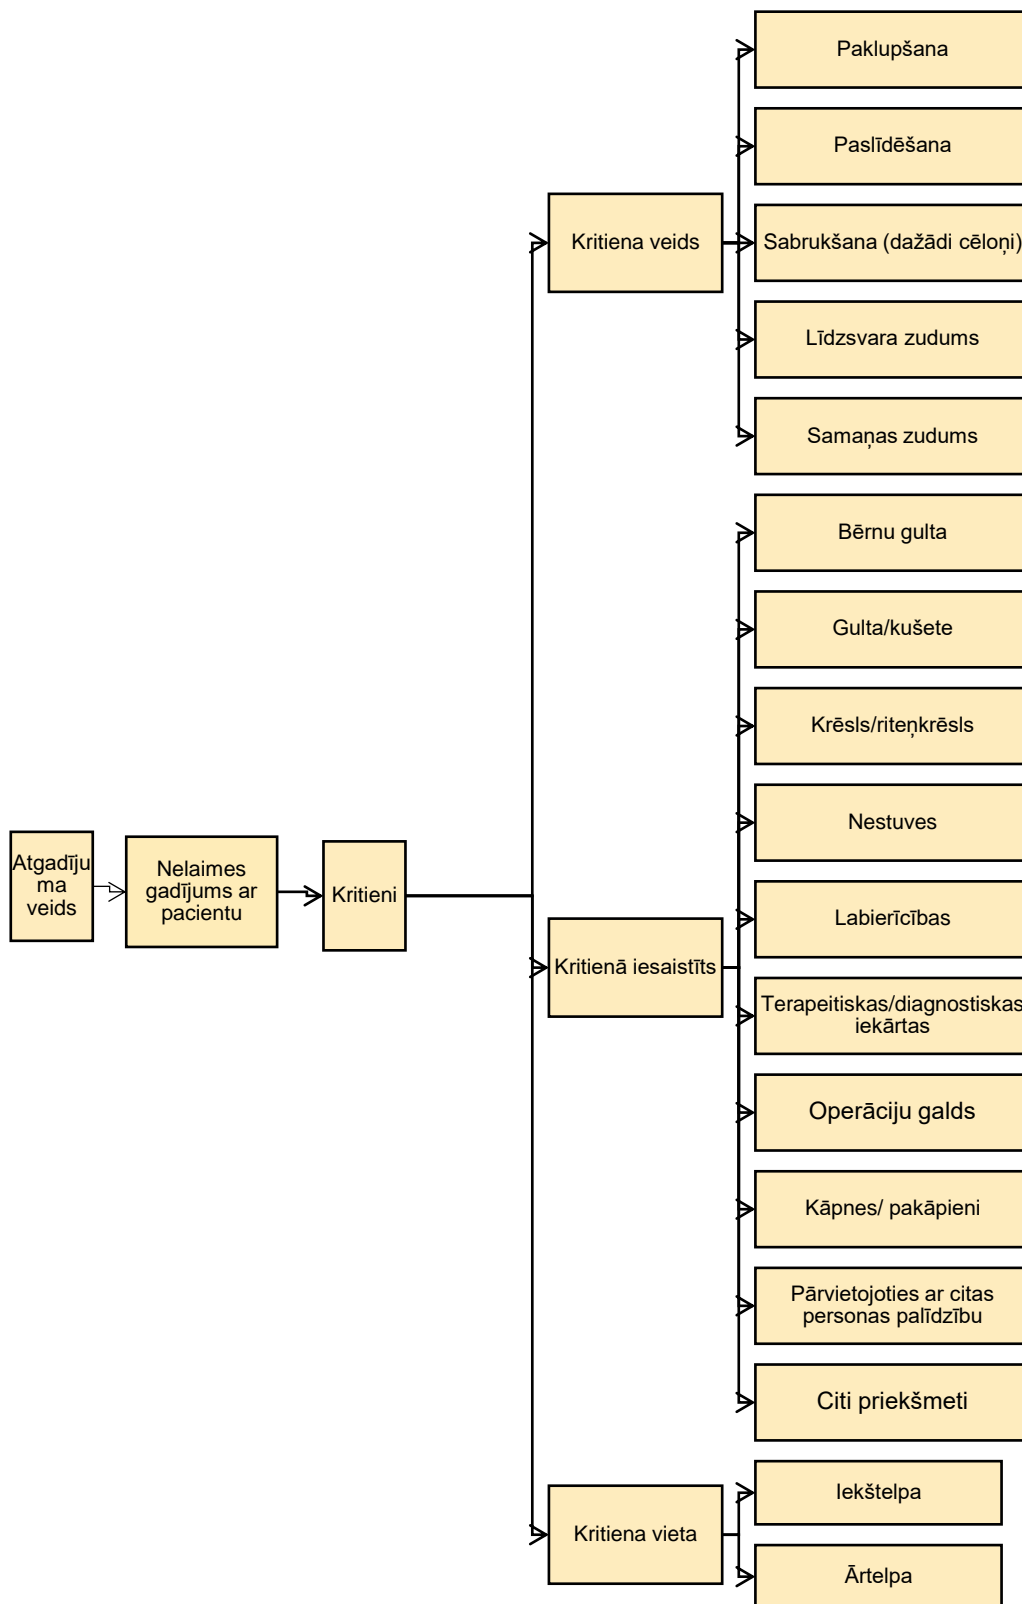 Atgadīju
ma
veids
Nelaimes
gadījums ar
pacientu
Kritieni
Kritiena veids
Paklupšana
Paslīdēšana
Sabrukšana (dažādi cēloņi)
Līdzsvara zudums
Samaņas zudums
Kritienā iesaistīts
Bērnu gulta
Gulta/kušete
Krēsls/riteņkrēsls
Nestuves
Labierīcības
Terapeitiskas/diagnostiskas
iekārtas
Operāciju galds
Kāpnes/ pakāpieni
Pārvietojoties ar citas
personas palīdzību
Citi priekšmeti
Kritiena vieta
Iekštelpa
Ārtelpa